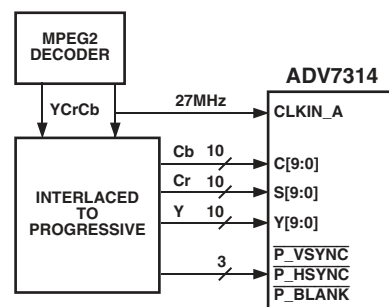 MPEG2
DECODER
YCrCb
27MHz
ADV7314
CLKIN_A
INTERLACED
TO
PROGRESSIVE
Cb 10
C[9:0]
Cr 10
S[9:0]
Y 10
Y[9:0]
3
P_VSYNC
P_HSYNC
P_BLANK